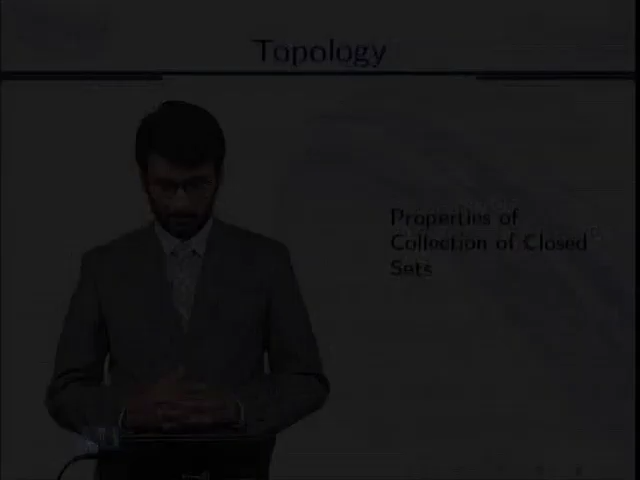 Topology
Properties of
Collection of Closed
Sets